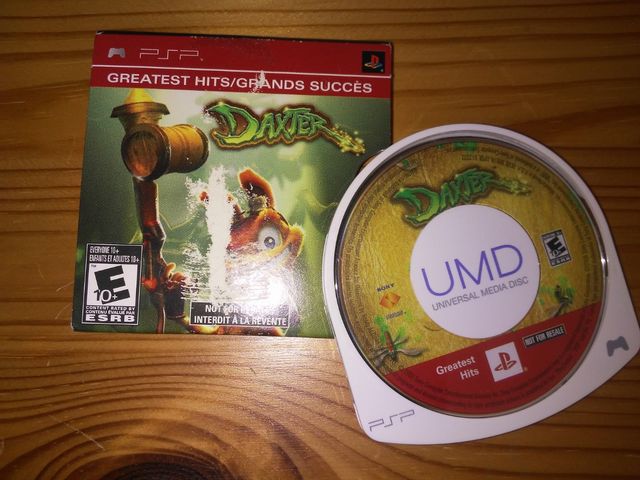 PSP
GREATEST HITS/GRANDS SUCCÈS
DAXTER
EVERYONE 10+
ENFANTS ET ADULTES 10+
E
10+
CONTENT RATED BY
CONTENU ÉVALUÉ PAR
ESRB
NOT FOR
INTERDIT À LA REVENTE
DAXTER
UMD
UNIVERSAL MEDIA DISC
SONY
E
Greatest
Hits
NOT FOR RESALE
PSP